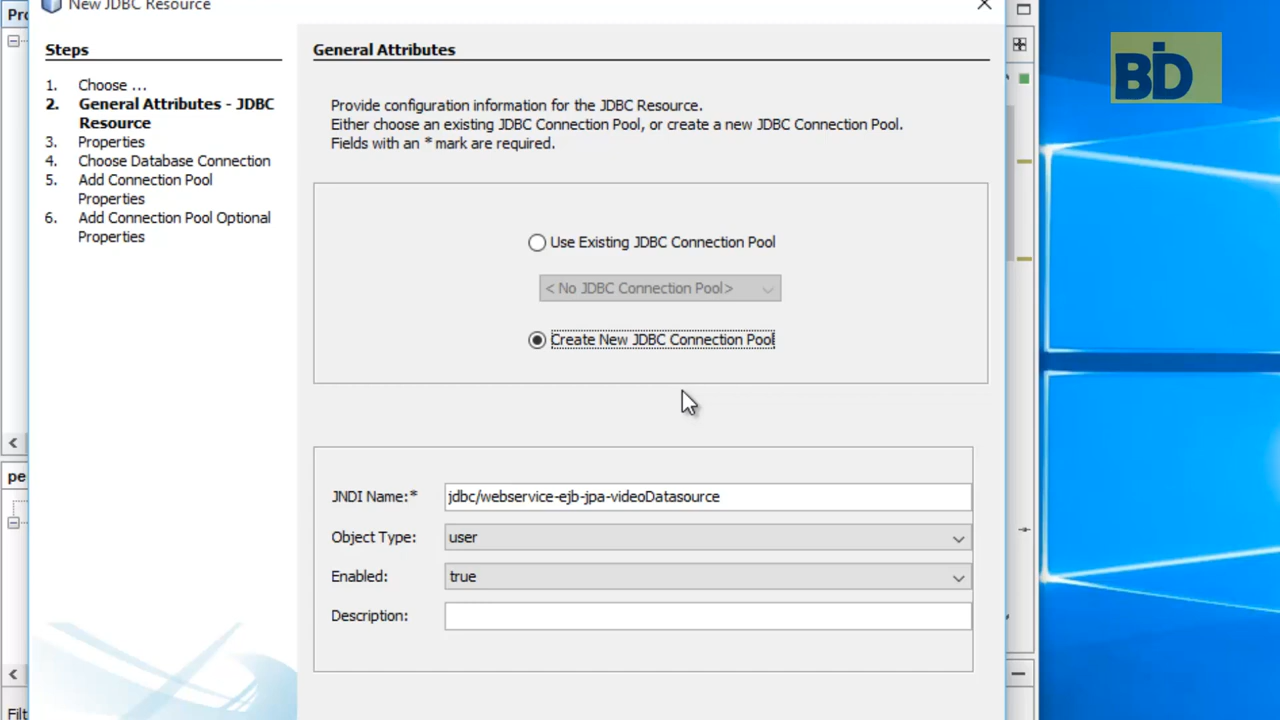 New JDBC Resource
Pro
Steps
1. Choose ...
2. General Attributes - JDBC
Resource
3. Properties
4. Choose Database Connection
5. Add Connection Pool
Properties
6. Add Connection Pool Optional
Properties
General Attributes
Provide configuration information for the JDBC Resource.
Either choose an existing JDBC Connection Pool, or create a new JDBC Connection Pool.
Fields with an * mark are required.
Use Existing JDBC Connection Pool
< No JDBC Connection Pool>
Create New JDBC Connection Pool
JNDI Name:* jdbc/webservice-ejb-jpa-videoDatasource
Object Type: user
Enabled: true
Description:
pe
Filt
BID